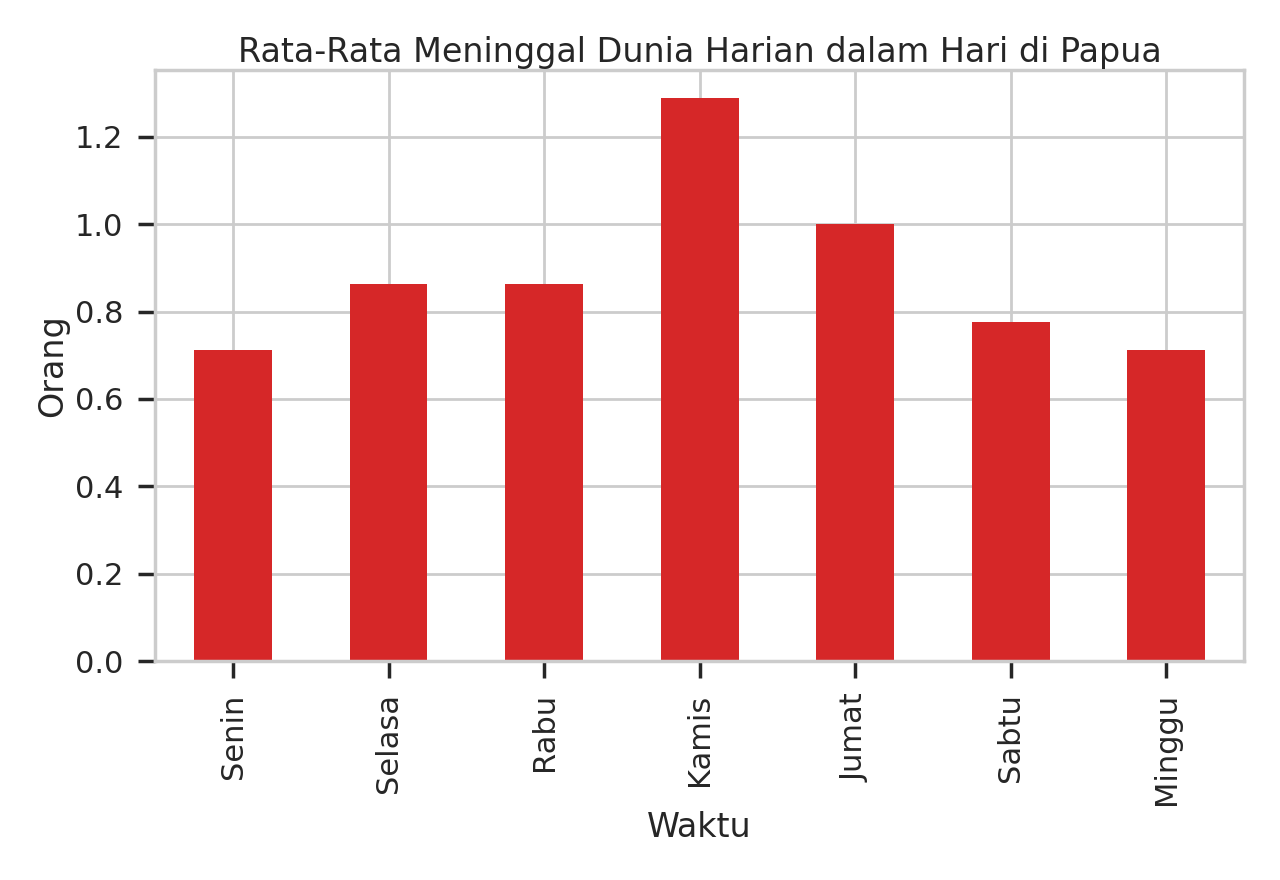 Rata-Rata Meninggal Dunia Harian dalam Hari di Papua
Orang
1.2
1.0
0.8
0.6
0.4
0.2
0.0
Senin
Selasa
Rabu
Kamis
Jumat
Sabtu
Minggu
Waktu